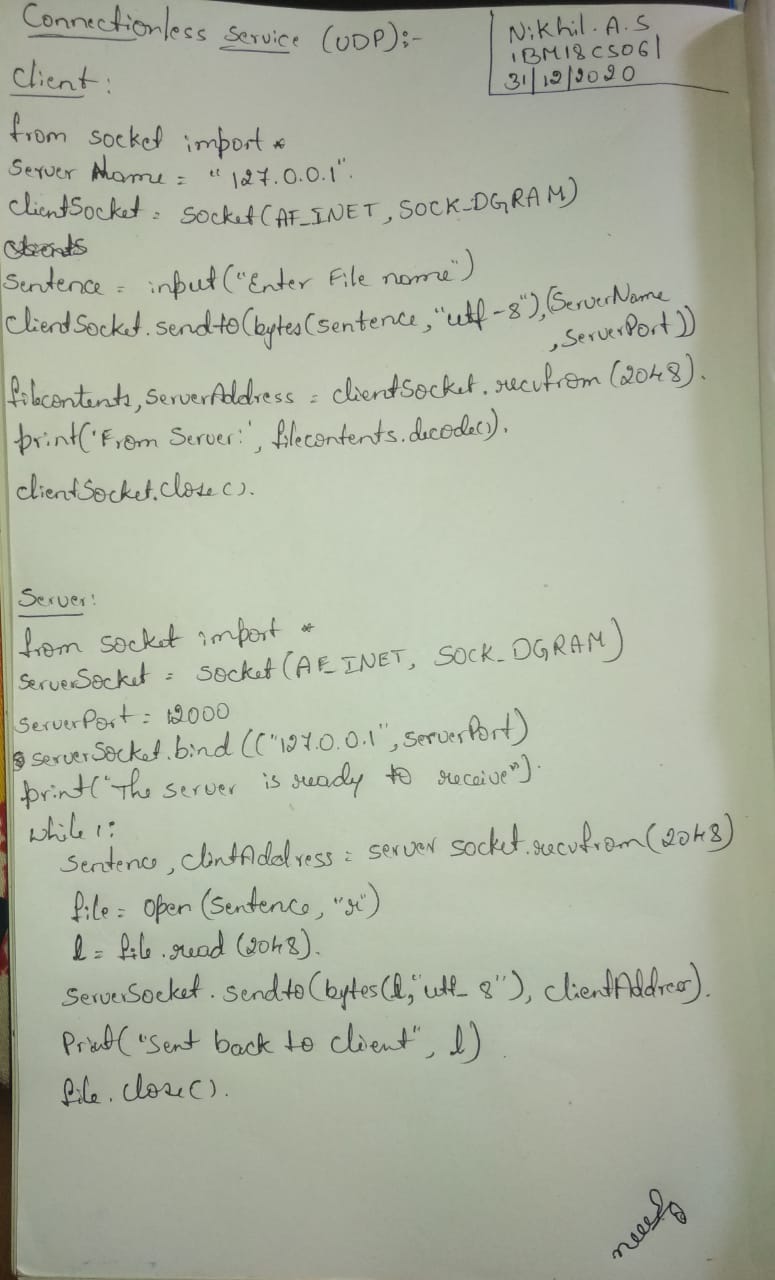 Connectionless Service (UDP):-
Nikhil. A. S
1BM18CS061
31/12/2020
Client:
from socket import *
Server Name = "127.0.0.1".
clientSocket = socket(AF_INET, SOCK_DGRAM)
Sentence = input("Enter File name")
ClientSocket.sendto(bytes(sentence,"utf-8"),(ServerName
,ServerPort))
filecontents, ServerAddress = clientSocket.recvfrom(2048).
print('From Server:', filecontents.decode()).
clientSocket.close().
Server:
from socket import *
ServerSocket = socket(AF_INET, SOCK_DGRAM)
ServerPort = 12000
serverSocket.bind(("127.0.0.1",ServerPort)
print("The server is ready to receive").
while 1:
Sentence, clintAddress = server socket.recvfrom(2048)
file = open(Sentence, "r")
l = file.read(2048).
ServerSocket.sendto(bytes(l,"utf_8"), clientAddress).
Print("Sent back to client", l)
file.close().